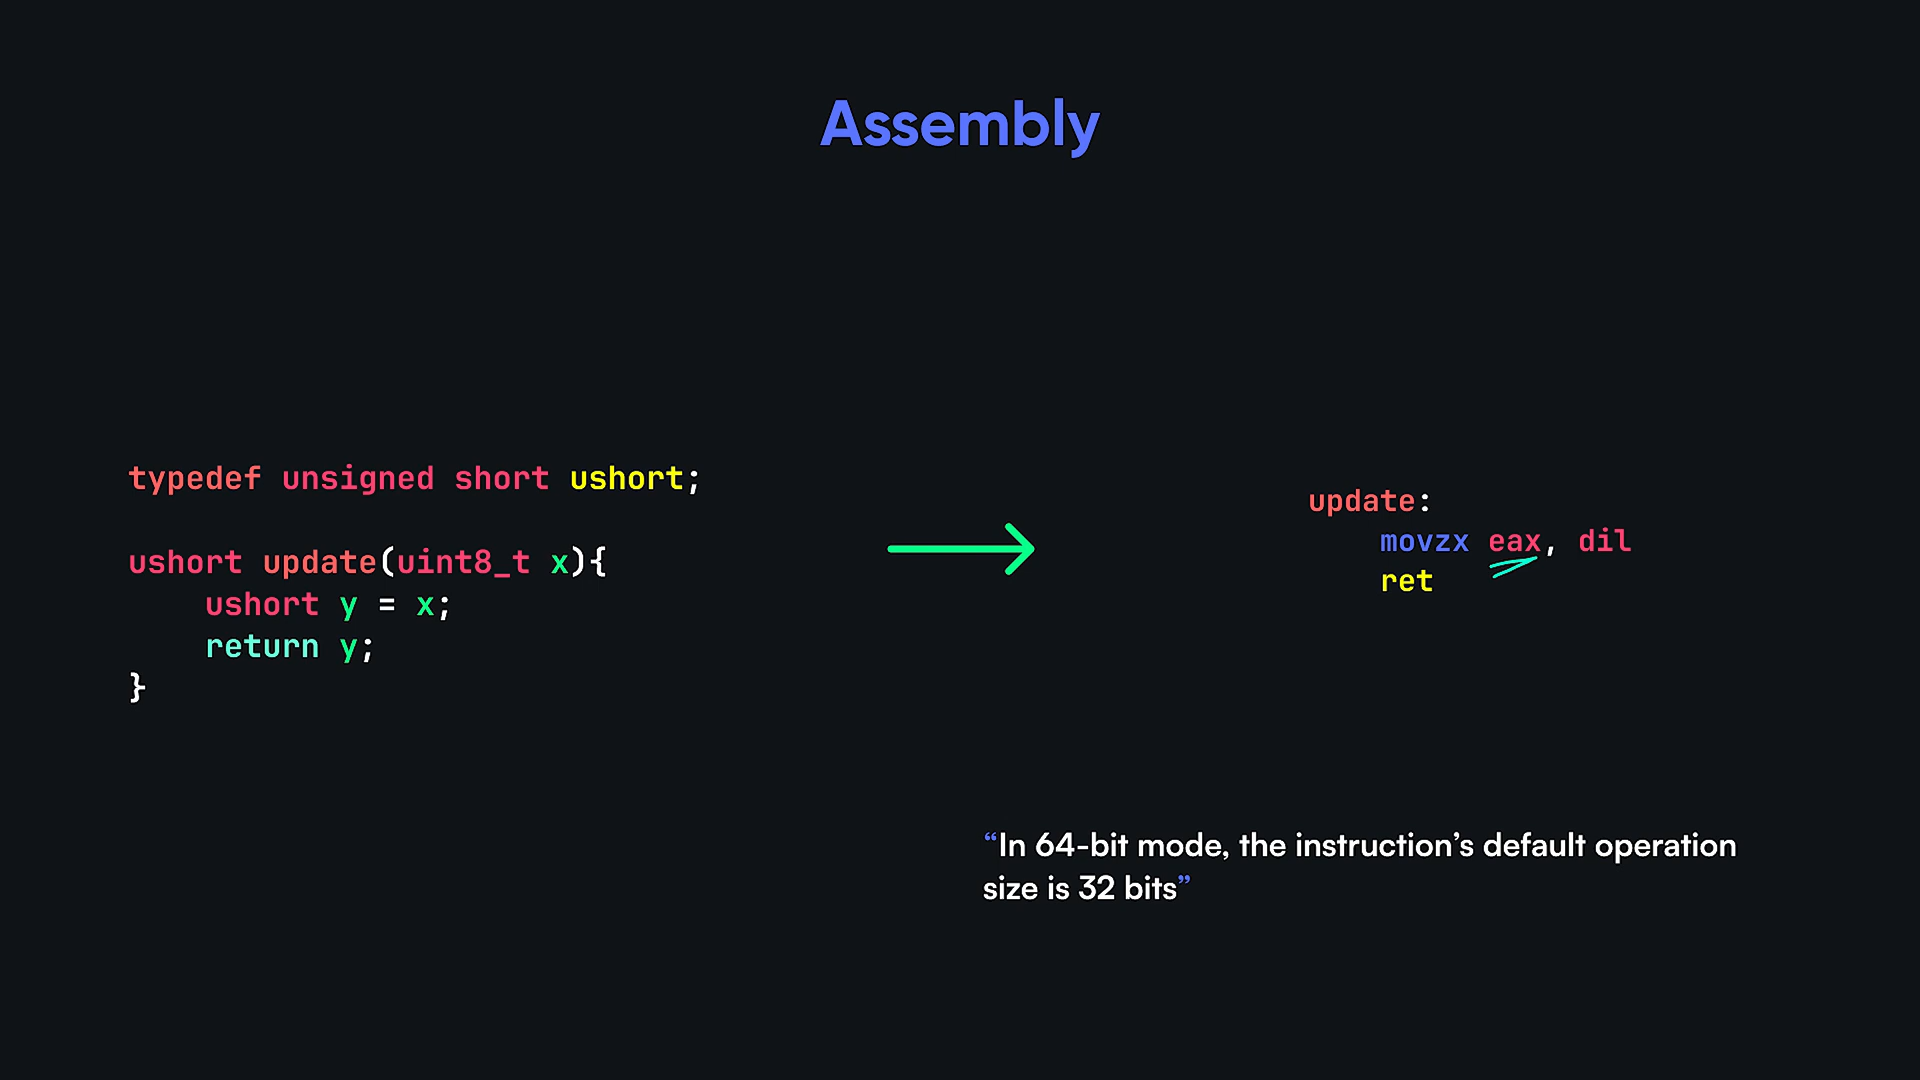 Assembly
typedef unsigned short ushort;
ushort update(uint8_t x){
    ushort y = x;
    return y;
}
update:
    movzx eax, dil
    ret
“In 64-bit mode, the instruction’s default operation
size is 32 bits”